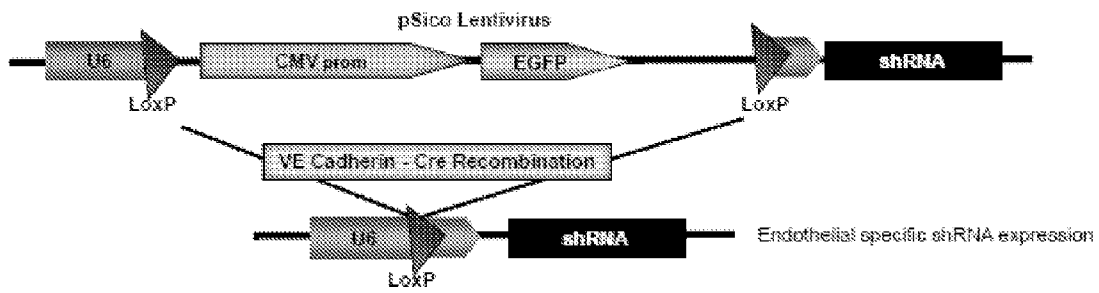 pSico Lentivirus
U6
CMV prom
EGFP
shRNA
LoxP
LoxP
VE Cadherin - Cre Recombination
U6
shRNA
Endothelial specific shRNA expression
LoxP